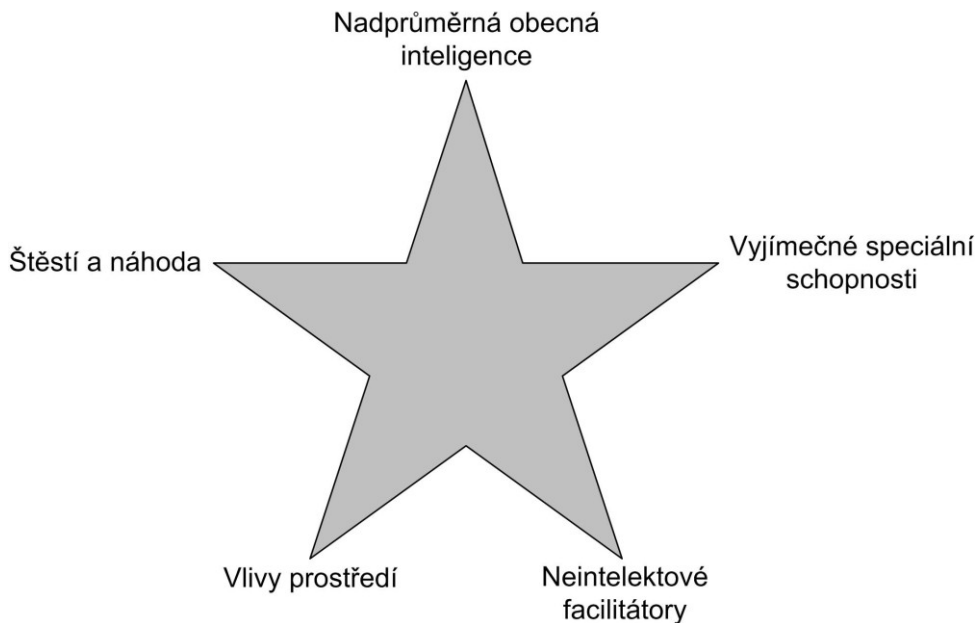 Nadprůměrná obecná
inteligence
Štěstí a náhoda
Vyjímečné speciální
schopnosti
Vlivy prostředí
Neintelektové
facilitátory